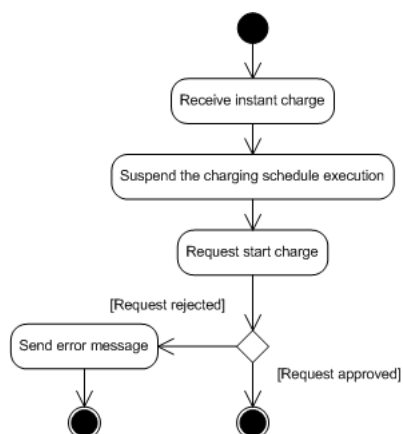 Receive instant charge
Suspend the charging schedule execution
Request start charge
[Request rejected]
Send error message
[Request approved]